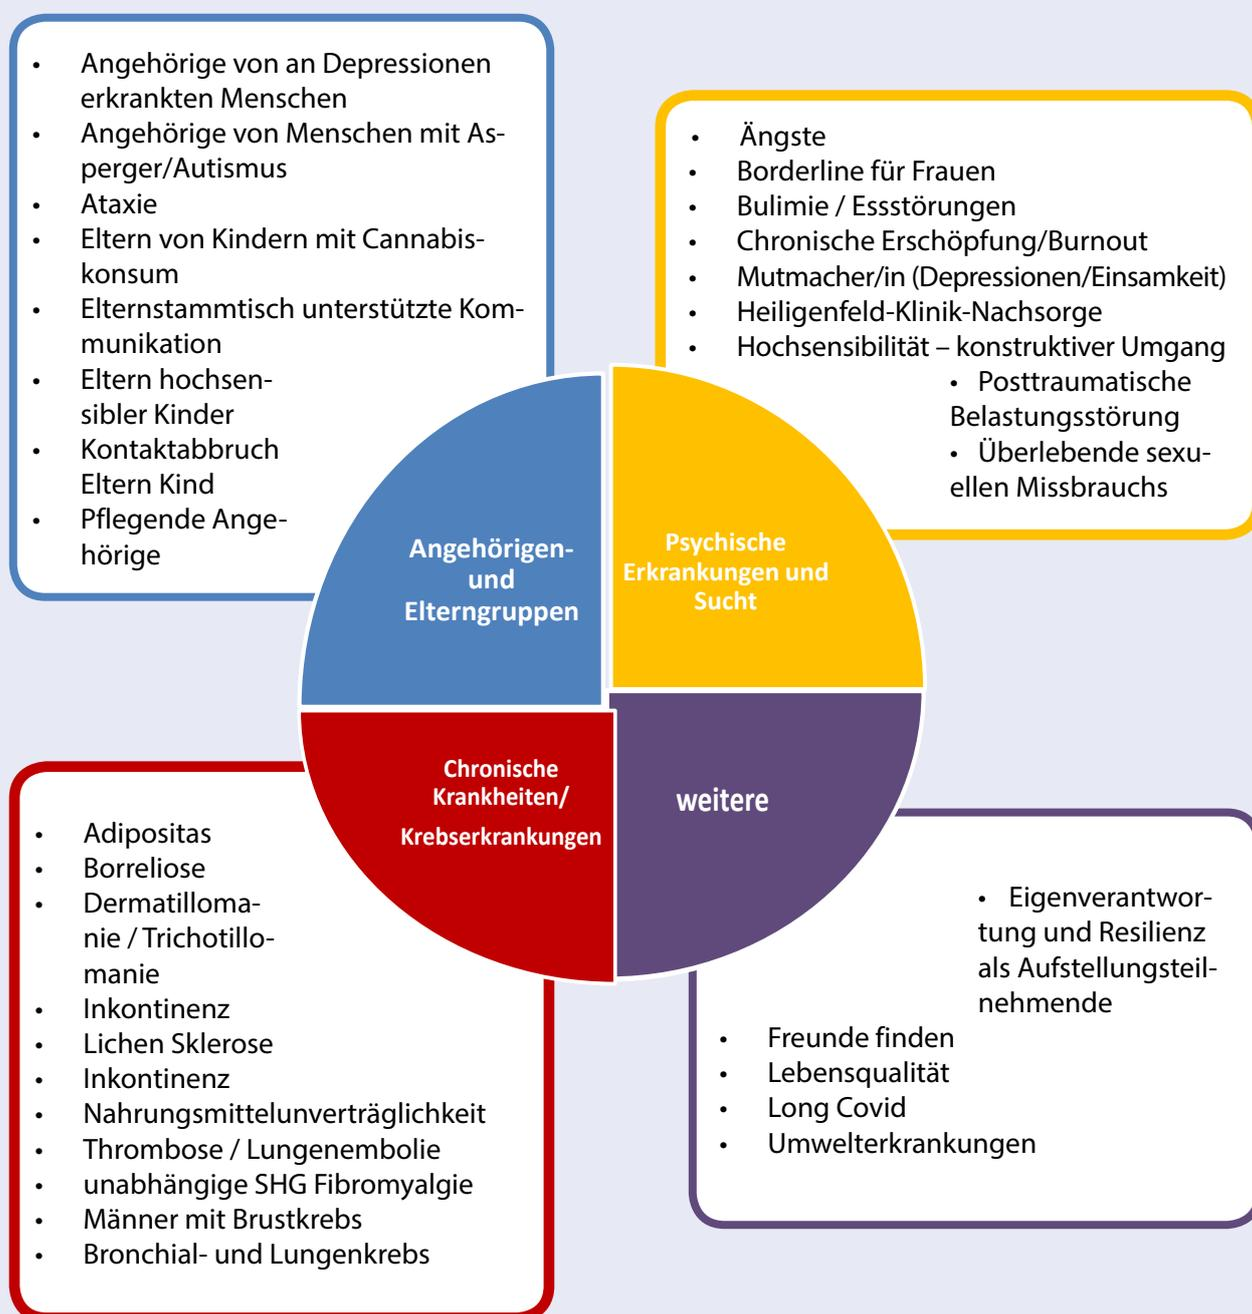 • Angehörige von an Depressionen
erkrankten Menschen
• Angehörige von Menschen mit As-
perger/Autismus
• Ataxie
• Eltern von Kindern mit Cannabis-
konsum
• Elternstammtisch unterstützte Kom-
munikation
• Eltern hochsen-
sibler Kinder
• Kontaktabbruch
Eltern Kind
• Pflegende Ange-
hörige
• Ängste
• Borderline für Frauen
• Bulimie / Essstörungen
• Chronische Erschöpfung/Burnout
• Mutmacher/in (Depressionen/Einsamkeit)
• Heiligenfeld-Klinik-Nachsorge
• Hochsensibilität – konstruktiver Umgang
• Posttraumatische
Belastungsstörung
• Überlebende sexu-
ellen Missbrauchs
Angehörigen-
und
Elterngruppen
Psychische
Erkrankungen und
Sucht
Chronische
Krankheiten/
Krebserkrankungen
weitere
• Adipositas
• Borreliose
• Dermatilloma-
nie / Trichotillo-
manie
• Inkontinenz
• Lichen Sklerose
• Inkontinenz
• Nahrungsmittelunverträglichkeit
• Thrombose / Lungenembolie
• unabhängige SHG Fibromyalgie
• Männer mit Brustkrebs
• Bronchial- und Lungenkrebs
• Eigenverantwor-
tung und Resilienz
als Aufstellungsteil-
nehmende
• Freunde finden
• Lebensqualität
• Long Covid
• Umwelterkrankungen